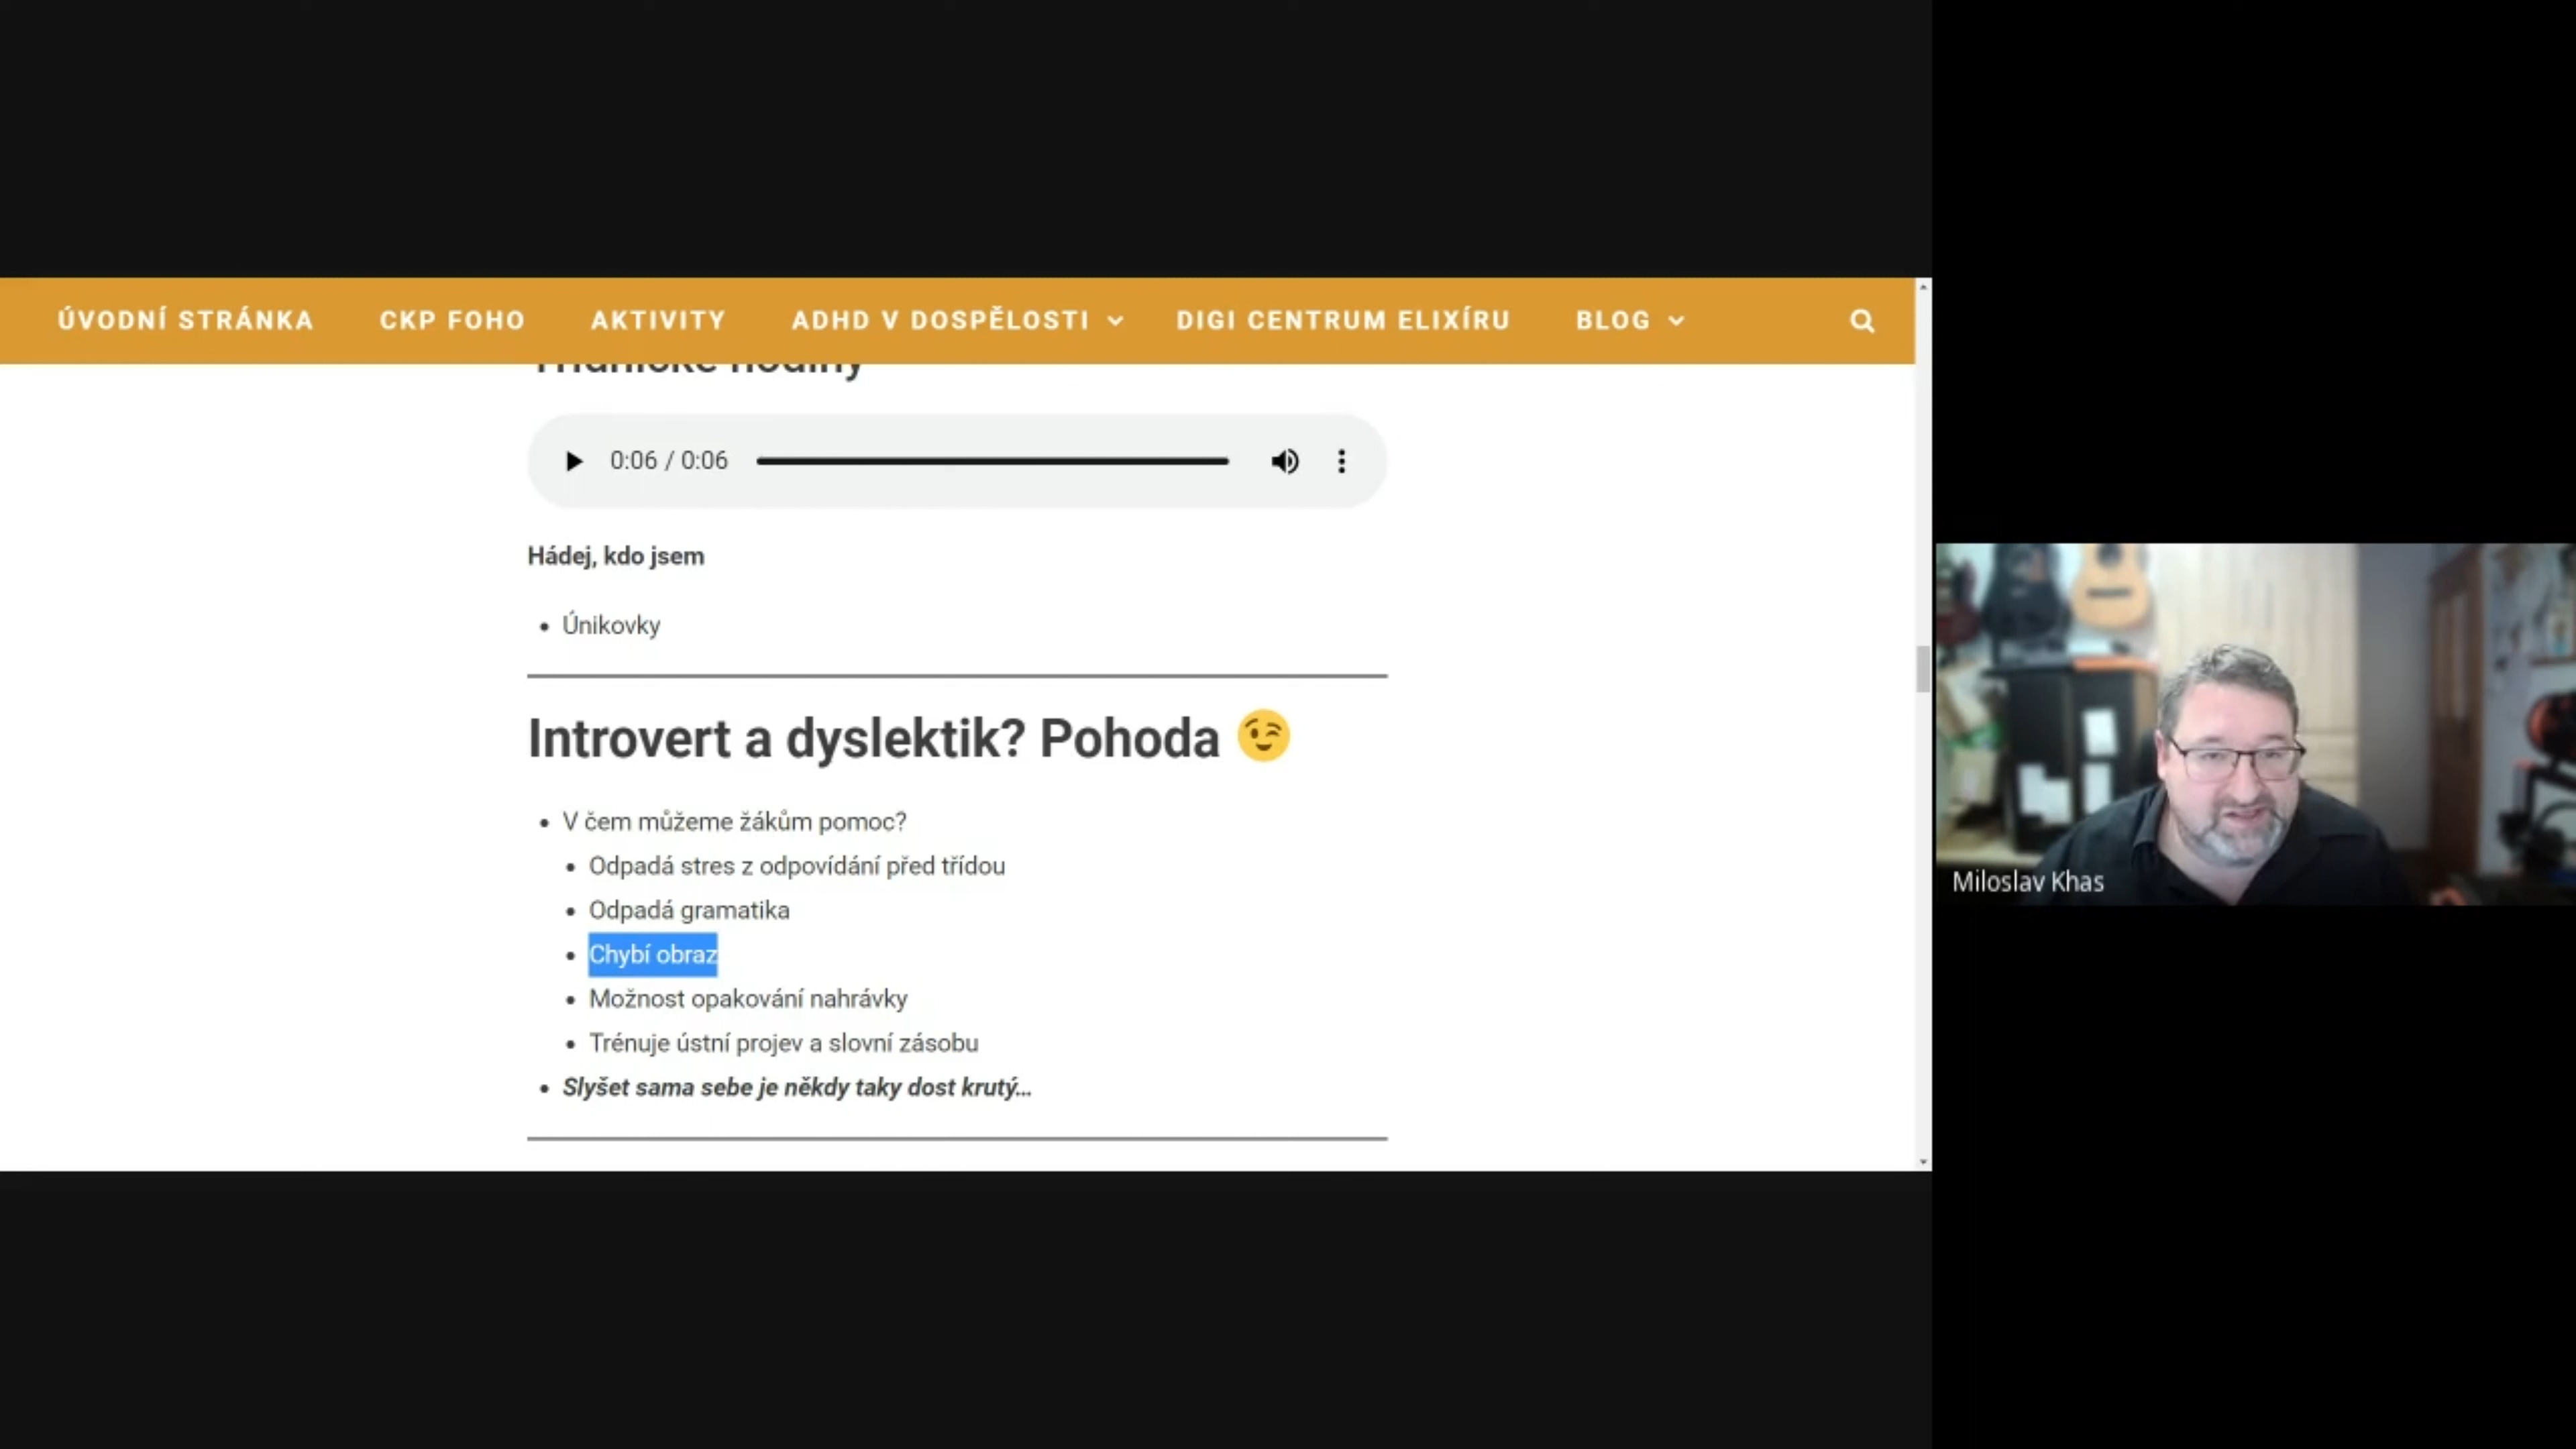 ÚVODNÍ STRÁNKA CKP FOHO AKTIVITY ADHD V DOSPĚLOSTI DIGI CENTRUM ELIXÍRU BLOG
0:06 / 0:06
Hádej, kdo jsem
Únikovky
Introvert a dyslektik? Pohoda 😉
V čem můžeme žákům pomoc?
Odpadá stres z odpovídání před třídou
Odpadá gramatika
Chybí obraz
Možnost opakování nahrávky
Trénuje ústní projev a slovní zásobu
Slyšet sama sebe je někdy taky dost krutý...
Miloslav Khas